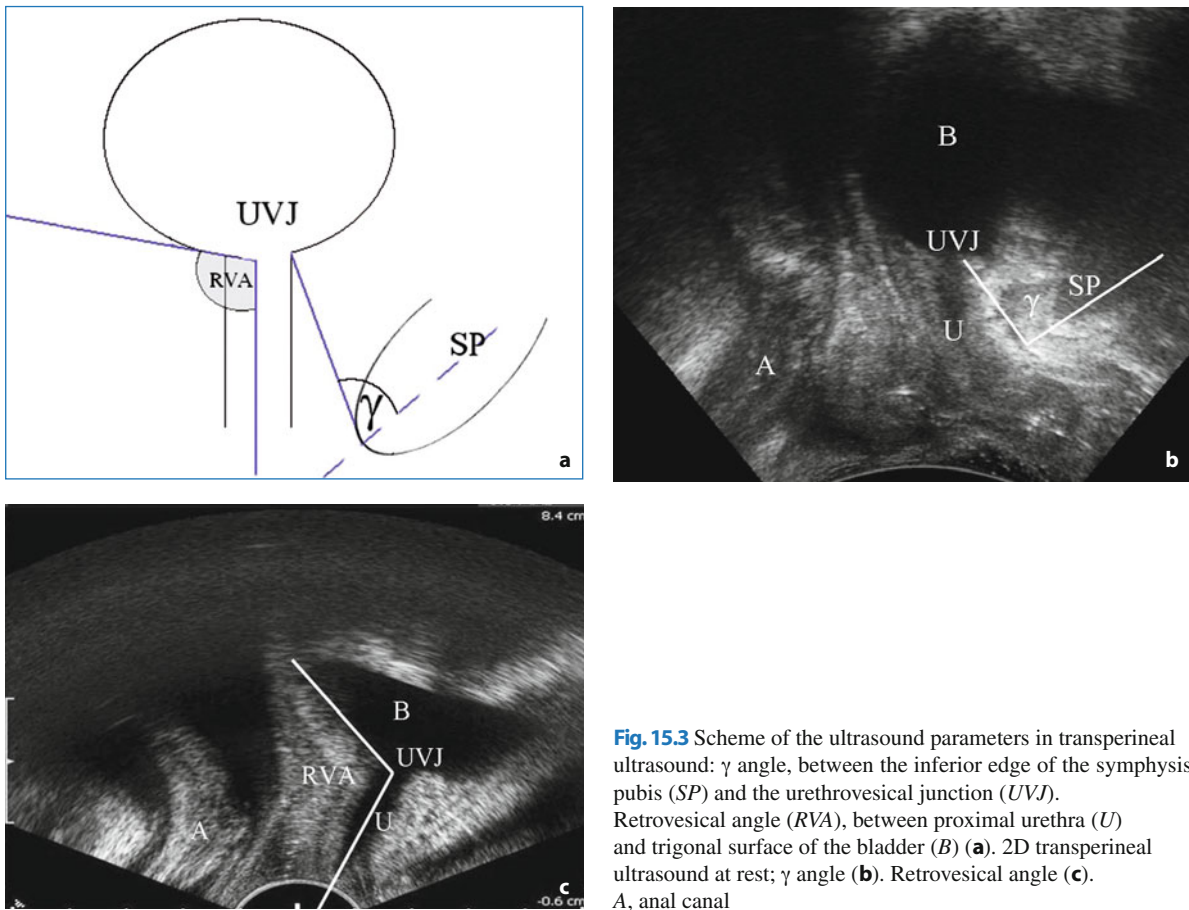 UVJ
RVA
SP
γ
a
B
UVJ
SP
γ
U
A
b
8.4 cm
B
UVJ
RVA
U
A
c
-0.6 cm
Fig. 15.3 Scheme of the ultrasound parameters in transperineal
ultrasound: γ angle, between the inferior edge of the symphysis
pubis (SP) and the urethrovesical junction (UVJ).
Retrovesical angle (RVA), between proximal urethra (U)
and trigonal surface of the bladder (B) (a). 2D transperineal
ultrasound at rest; γ angle (b). Retrovesical angle (c).
A, anal canal